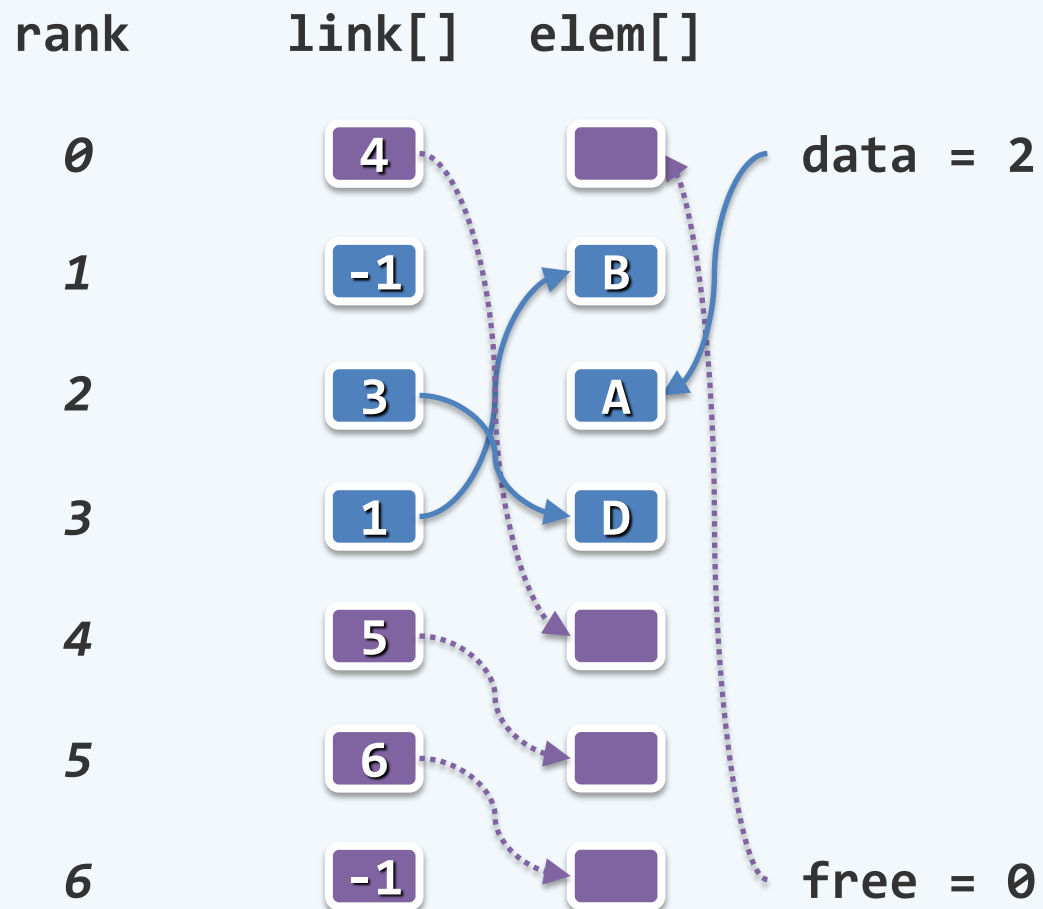 rank link[] elem[]
0 4 data = 2
1 -1 B
2 3 A
3 1 D
4 5
5 6
6 -1 free = 0